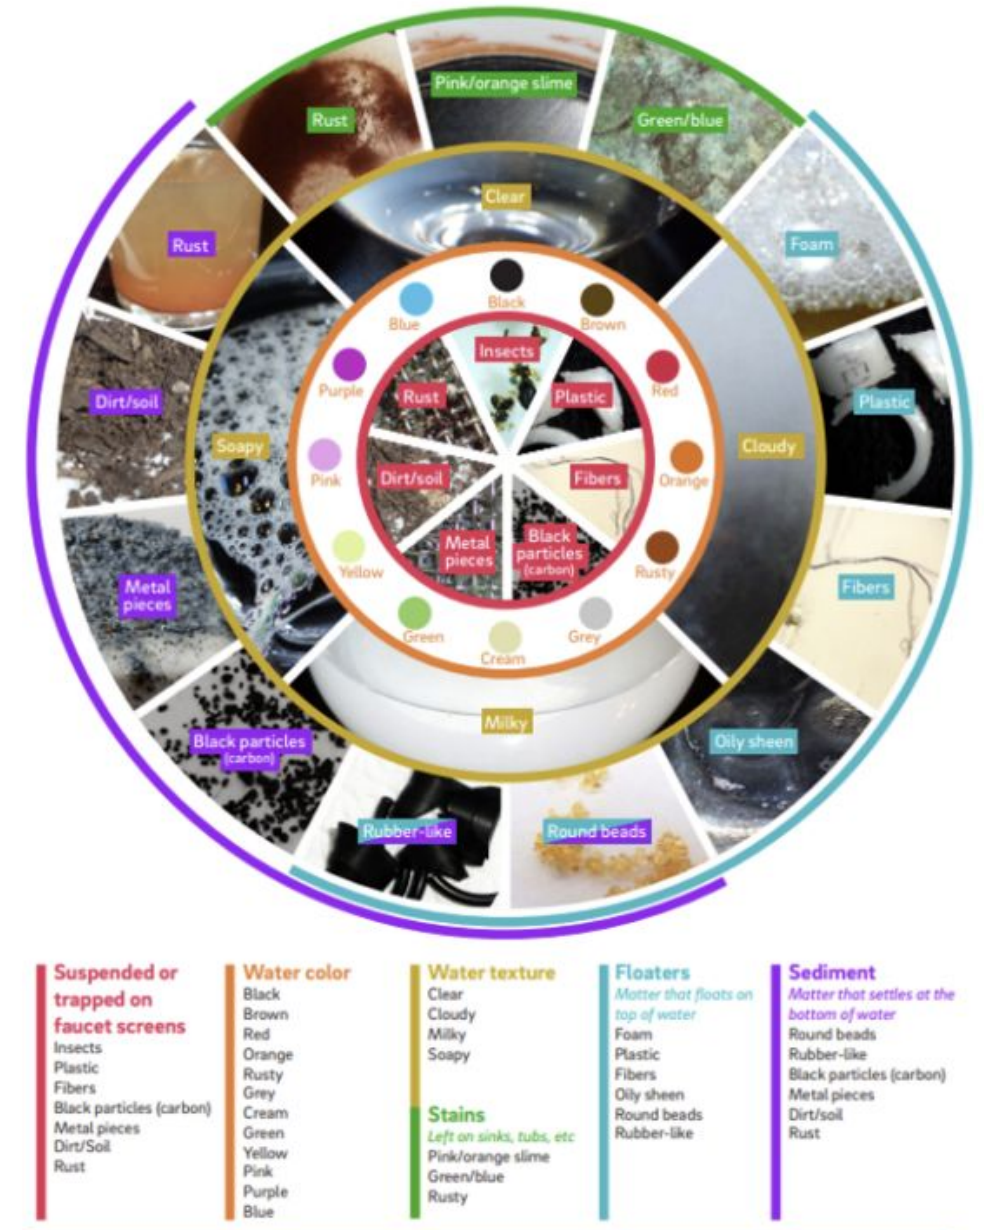 Pink/orange slime
Rust
Green/blue
Clear
Rust
Foam
Black
Blue
Brown
Insects
Purple
Red
Rust
Plastic
Dirt/soil
Plastic
Soapy
Cloudy
Pink
Dirt/soil
Fibers
Orange
Black
particles
(carbon)
Metal
pieces
Yellow
Rusty
Metal
pieces
Fibers
Green
Grey
Cream
Milky
Black particles
(carbon)
Oily sheen
Rubber-like
Round beads
Suspended or
trapped on
faucet screens
Insects
Plastic
Fibers
Black particles (carbon)
Metal pieces
Dirt/Soil
Rust
Water color
Black
Brown
Red
Orange
Rusty
Grey
Cream
Green
Yellow
Pink
Purple
Blue
Water texture
Clear
Cloudy
Milky
Soapy
Stains
Left on sinks, tubs, etc
Pink/orange slime
Green/blue
Rusty
Floaters
Matter that floats on
top of water
Foam
Plastic
Fibers
Oily sheen
Round beads
Rubber-like
Sediment
Matter that settles at the
bottom of water
Round beads
Rubber-like
Black particles (carbon)
Metal pieces
Dirt/soil
Rust